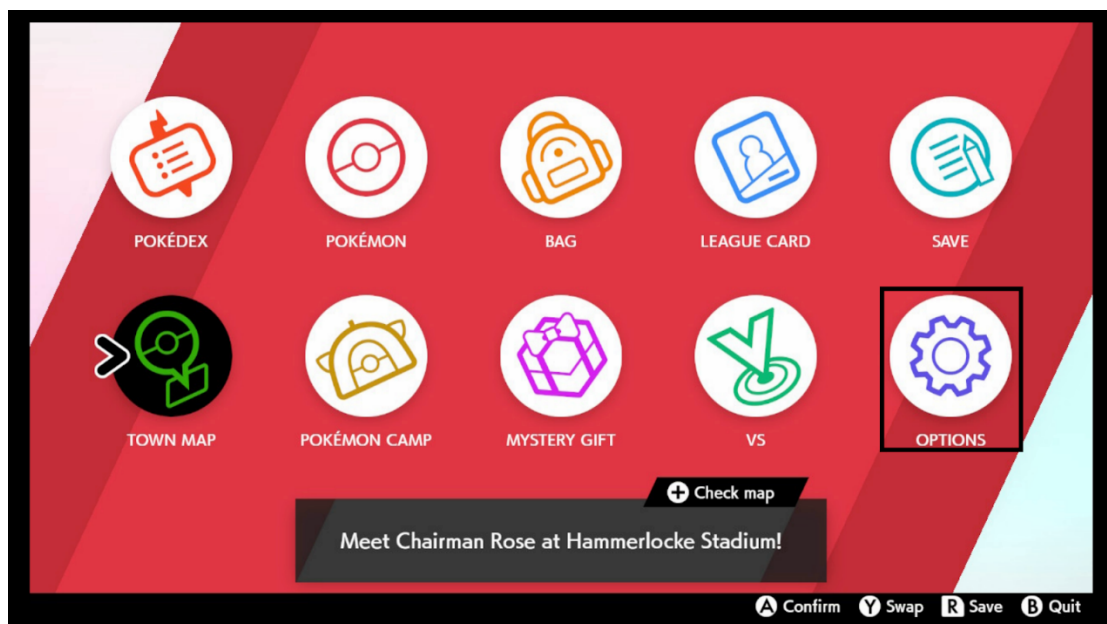 POKÉDEX POKÉMON BAG LEAGUE CARD SAVE
TOWN MAP POKÉMON CAMP MYSTERY GIFT VS OPTIONS
+ Check map
Meet Chairman Rose at Hammerlocke Stadium!
A Confirm Y Swap R Save B Quit